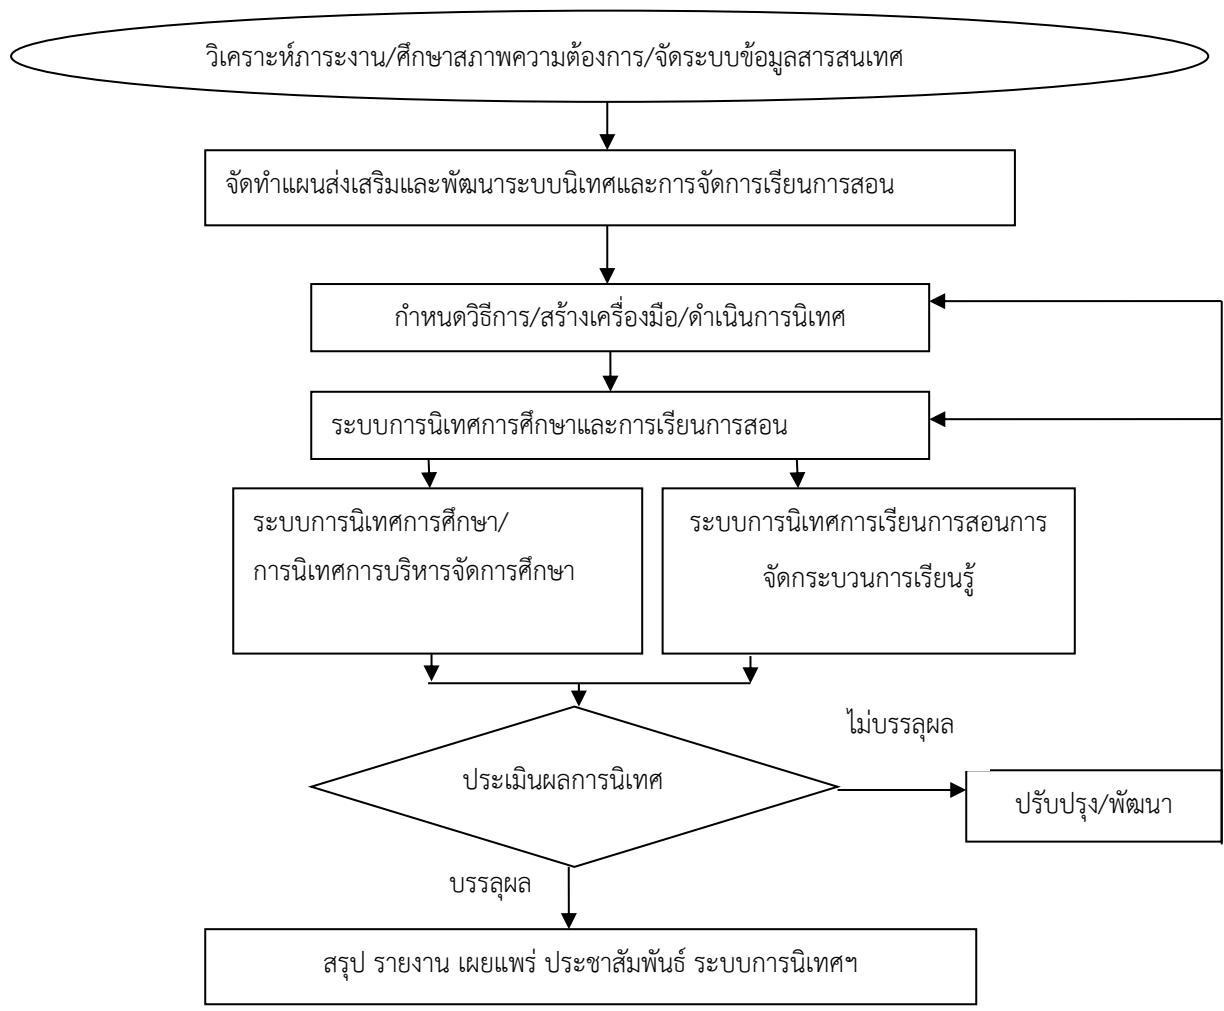 วิเคราะห์ภาระงาน/ศึกษาสภาพความต้องการ/จัดระบบข้อมูลสารสนเทศ
จัดทำแผนส่งเสริมและพัฒนาระบบนิเทศและการจัดการเรียนการสอน
กำหนดวิธีการ/สร้างเครื่องมือ/ดำเนินการนิเทศ
ระบบการนิเทศการศึกษาและการเรียนการสอน
ระบบการนิเทศการศึกษา/
การนิเทศการบริหารจัดการศึกษา
ระบบการนิเทศการเรียนการสอนการ
จัดกระบวนการเรียนรู้
ไม่บรรลุผล
ประเมินผลการนิเทศ
ปรับปรุง/พัฒนา
บรรลุผล
สรุป รายงาน เผยแพร่ ประชาสัมพันธ์ ระบบการนิเทศฯ